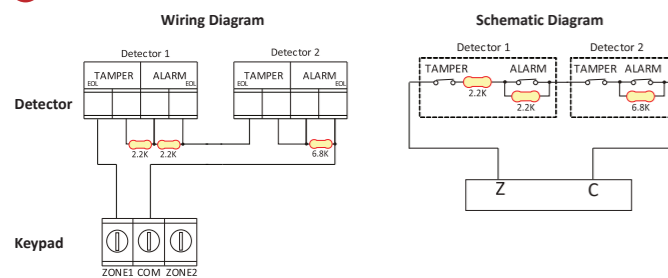 Wiring Diagram
Detector 1
Detector 2
TAMPER ALARM
EOL EOL
TAMPER ALARM
EOL EOL
Detector
2.2K 2.2K
6.8K
Keypad
ZONE1 COM ZONE2
Schematic Diagram
Detector 1
Detector 2
TAMPER ALARM
TAMPER ALARM
2.2K
2.2K
6.8K
Z C